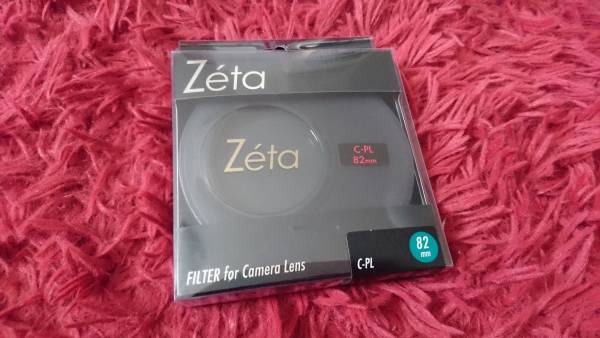 Zéta
Zéta
C-PL
82mm
FILTER for Camera Lens
C-PL
82
mm